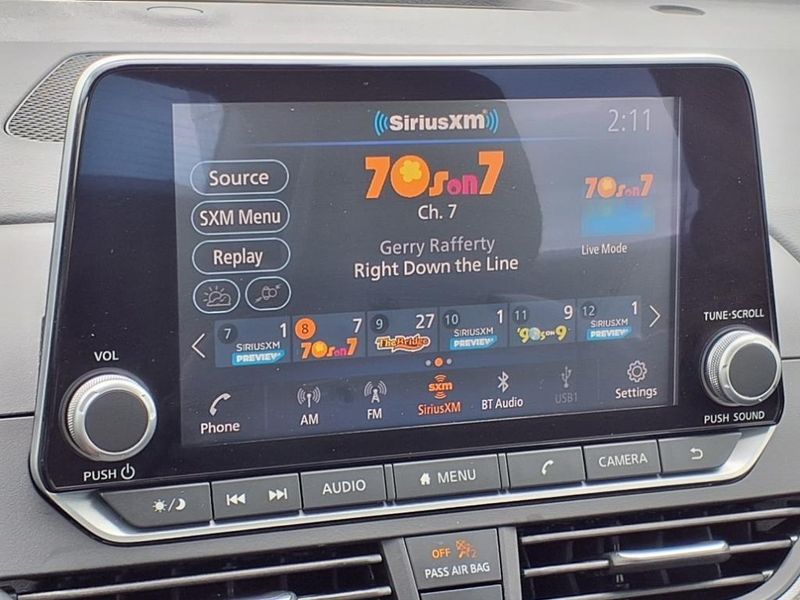 SiriusXM
2:11
Source
SXM Menu
Replay
70s on 7
Ch. 7
Gerry Rafferty
Right Down the Line
70s on 7
Live Mode
7 1 SIRIUSXM PREVIEW
8 7 70s on 7
9 27 The Bridge
10 1 SIRIUSXM PREVIEW
11 9 '90s on 9
12 1 SIRIUSXM PREVIEW
Phone
AM
FM
sxm
SiriusXM
BT Audio
USB1
Settings
VOL
PUSH
TUNE·SCROLL
PUSH SOUND
AUDIO
MENU
CAMERA
OFF 2
PASS AIR BAG